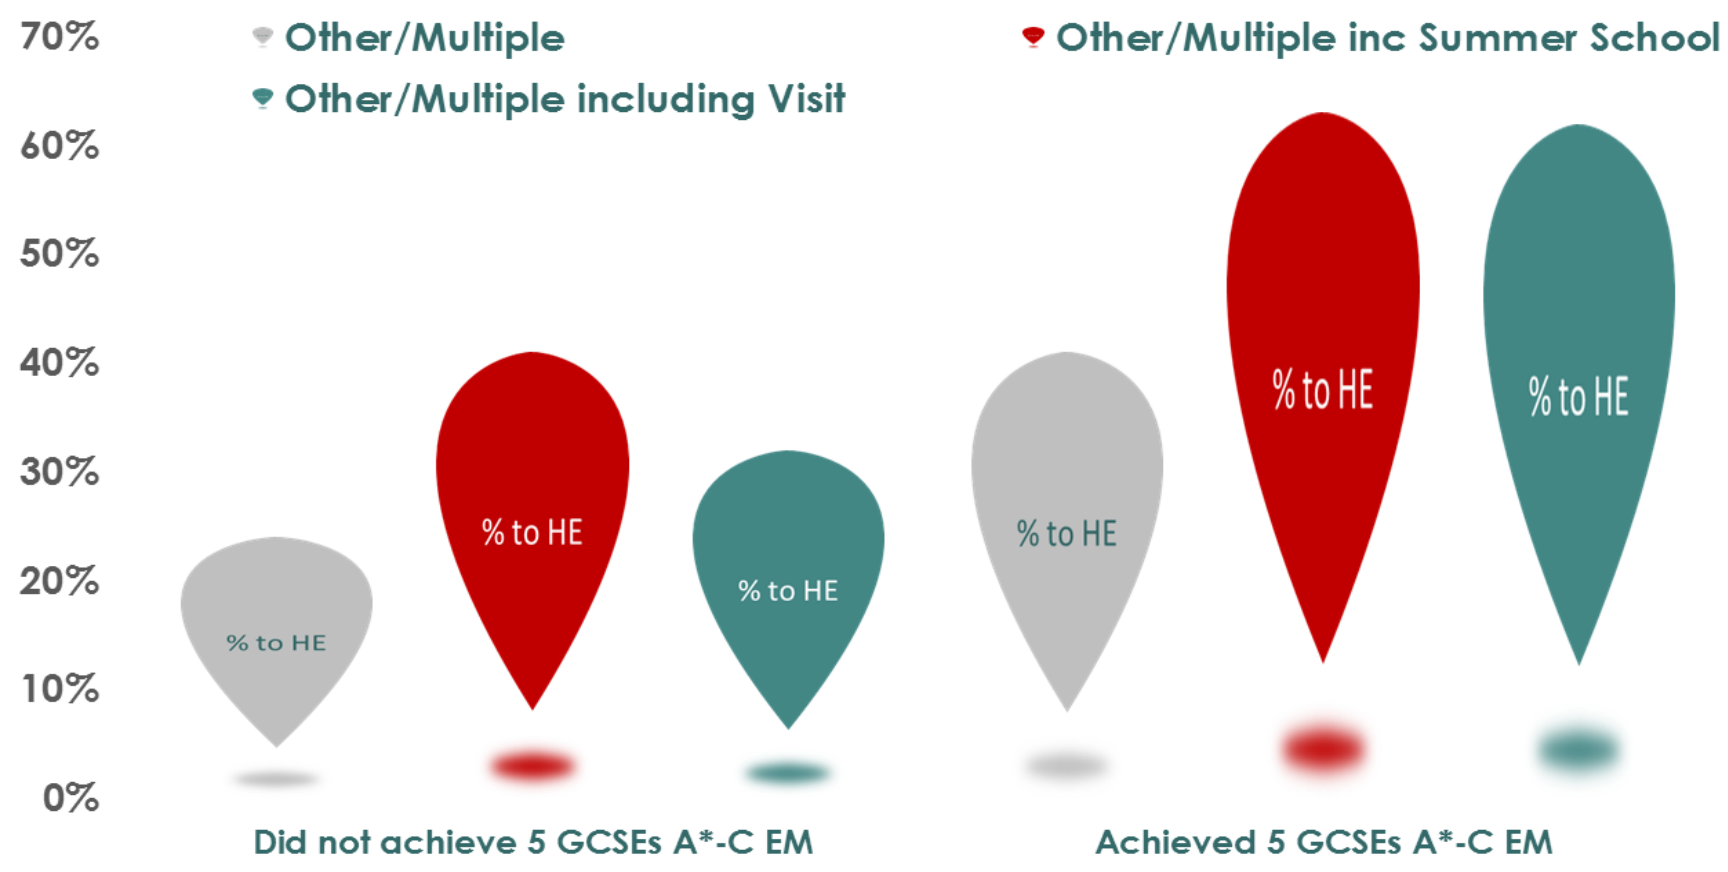 70%
Other/Multiple
Other/Multiple inc Summer School
Other/Multiple including Visit
60%
50%
40%
30%
20%
10%
0%
% to HE
% to HE
% to HE
% to HE
% to HE
% to HE
Did not achieve 5 GCSEs A*-C EM
Achieved 5 GCSEs A*-C EM